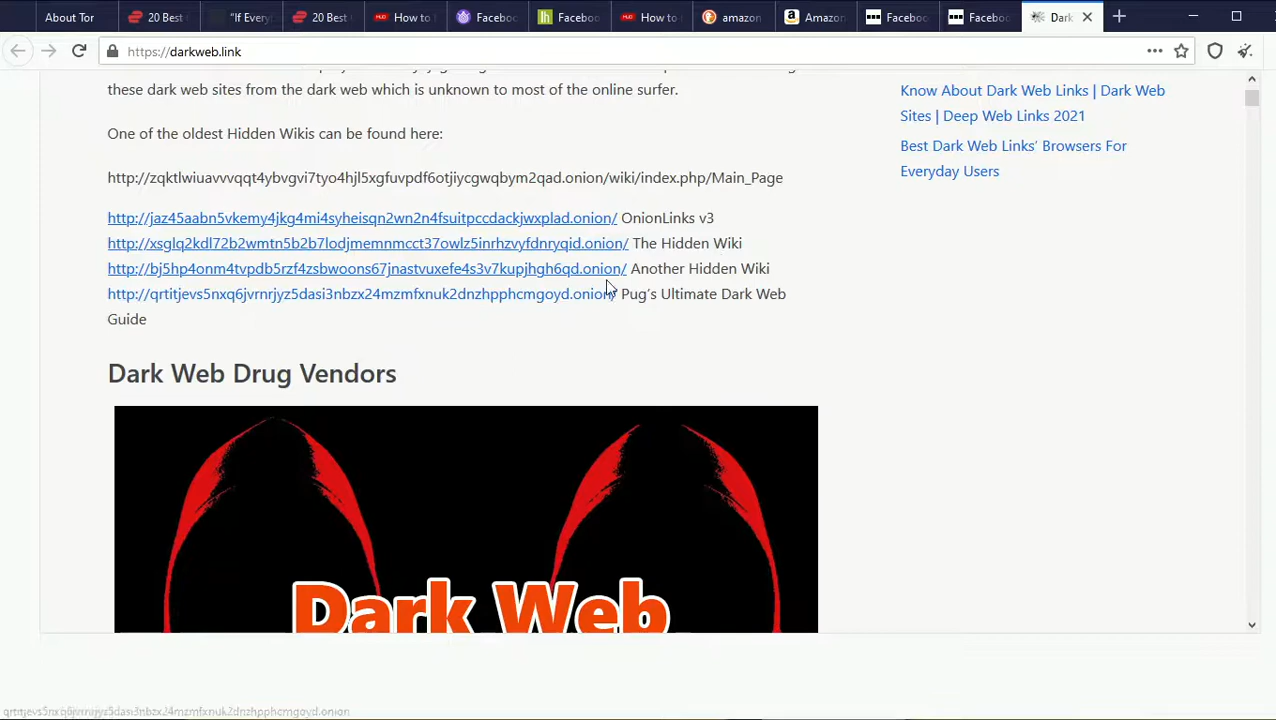 About Tor
20 Best
"If Every
20 Best
How to
Faceboo
Faceboo
How to
amazon
Amazon
Faceboo
Faceboo
Dark
https://darkweb.link
these dark web sites from the dark web which is unknown to most of the online surfer.
One of the oldest Hidden Wikis can be found here:
http://zqktlwiuavvvqqt4ybvgvi7tyo4hjl5xgfuvpdf6otjiycgwqbym2qad.onion/wiki/index.php/Main_Page
http://jaz45aabn5vkemy4jkg4mi4syheisqn2wn2n4fsuitpccdackjwxplad.onion/ OnionLinks v3
http://xsglq2kdl72b2wmtn5b2b7lodjmemnmcct37owlz5inrhzvyfdnryqid.onion/ The Hidden Wiki
http://bj5hp4onm4tvpdb5rzf4zsbwoons67jnastvuxefe4s3v7kupjhgh6qd.onion/ Another Hidden Wiki
http://qrtitjevs5nxq6jvrnrjyz5dasi3nbzx24mzmfxnuk2dnzhpphcmgoyd.onion/ Pug's Ultimate Dark Web
Guide
Dark Web Drug Vendors
Dark Web
Know About Dark Web Links | Dark Web
Sites | Deep Web Links 2021
Best Dark Web Links' Browsers For
Everyday Users